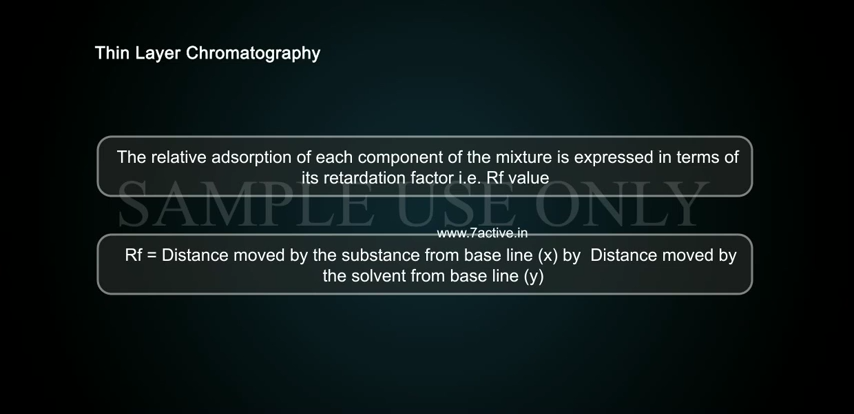 Thin Layer Chromatography
The relative adsorption of each component of the mixture is expressed in terms of
its retardation factor i.e. Rf value
SAMPLE USE ONLY
www.7active.in
Rf = Distance moved by the substance from base line (x) by  Distance moved by
the solvent from base line (y)